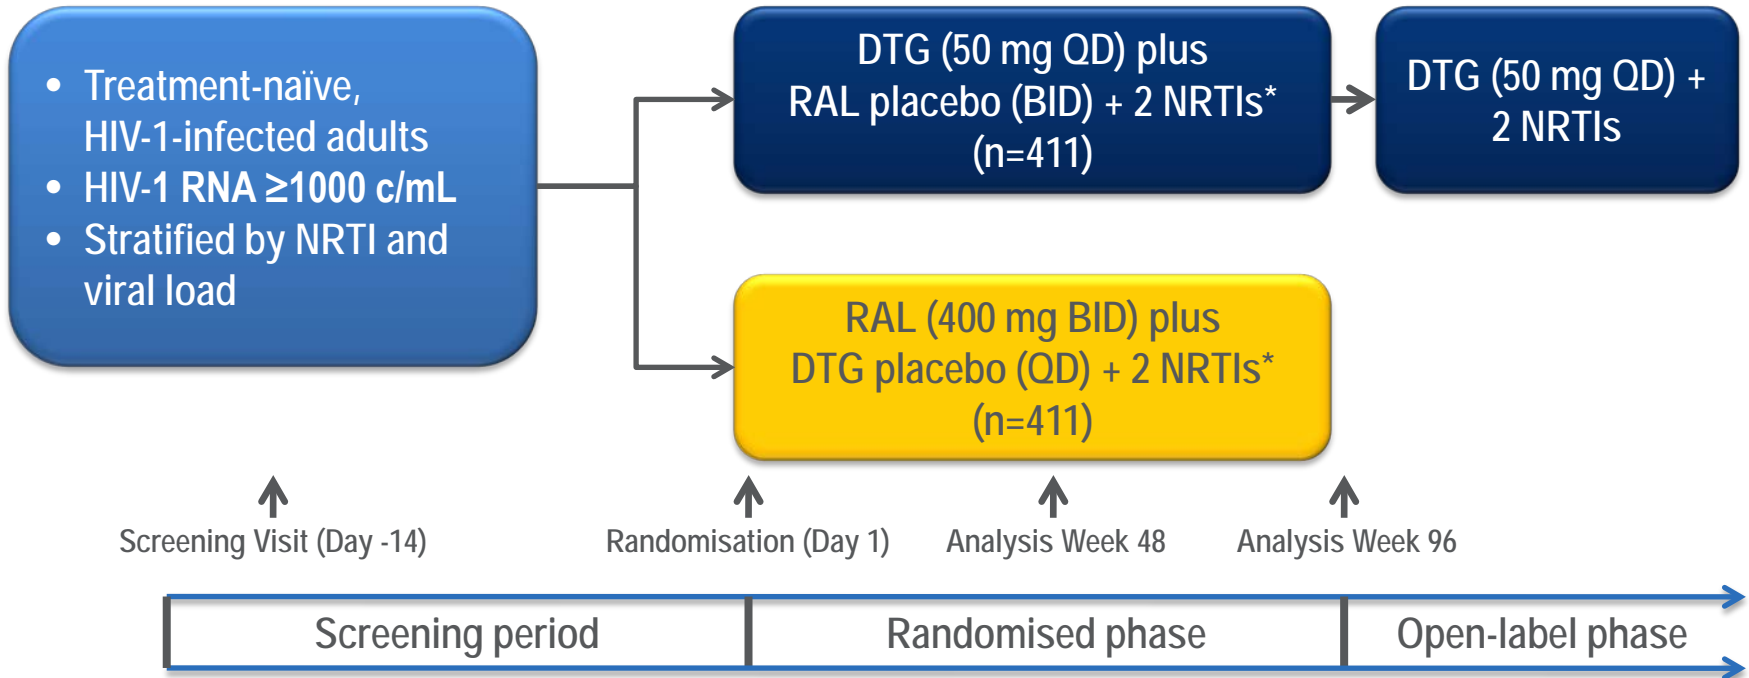 • Treatment-naïve,
HIV-1-infected adults
• HIV-1 RNA ≥1000 c/mL
• Stratified by NRTI and
viral load
DTG (50 mg QD) plus
RAL placebo (BID) + 2 NRTIs*
(n=411)
DTG (50 mg QD) +
2 NRTIs
RAL (400 mg BID) plus
DTG placebo (QD) + 2 NRTIs*
(n=411)
Screening Visit (Day -14)
Randomisation (Day 1)
Analysis Week 48
Analysis Week 96
Screening period
Randomised phase
Open-label phase